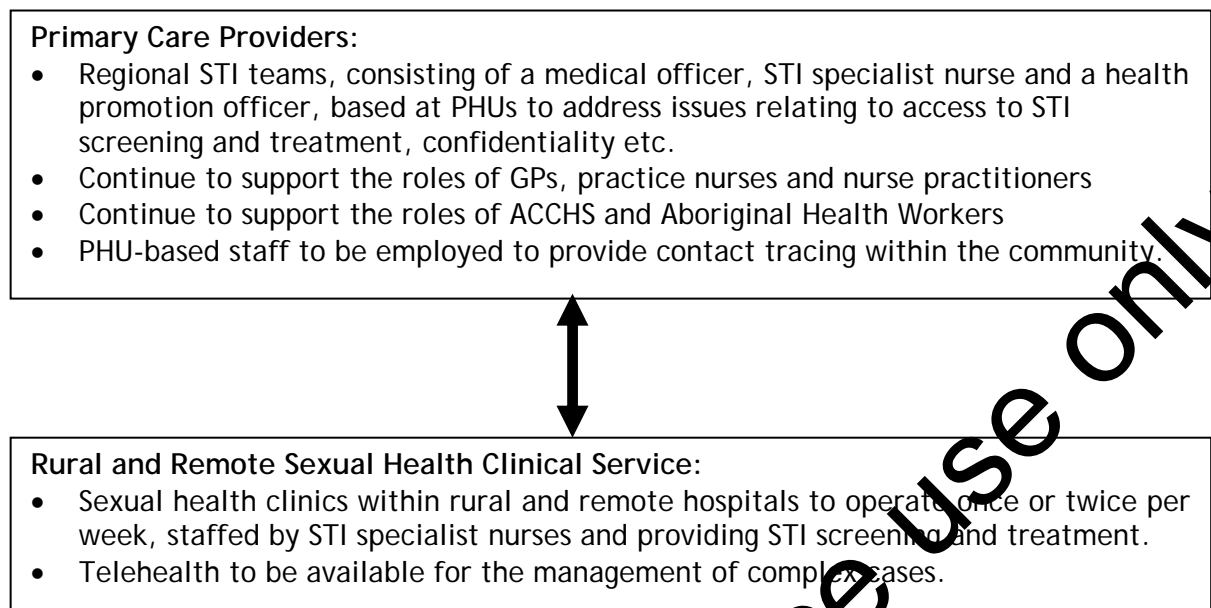 Primary Care Providers:
• Regional STI teams, consisting of a medical officer, STI specialist nurse and a health
promotion officer, based at PHUs to address issues relating to access to STI
screening and treatment, confidentiality etc.
• Continue to support the roles of GPs, practice nurses and nurse practitioners
• Continue to support the roles of ACCHS and Aboriginal Health Workers
• PHU-based staff to be employed to provide contact tracing within the community.
Rural and Remote Sexual Health Clinical Service:
• Sexual health clinics within rural and remote hospitals to operate once or twice per
week, staffed by STI specialist nurses and providing STI screening and treatment.
• Telehealth to be available for the management of complex cases.
use only